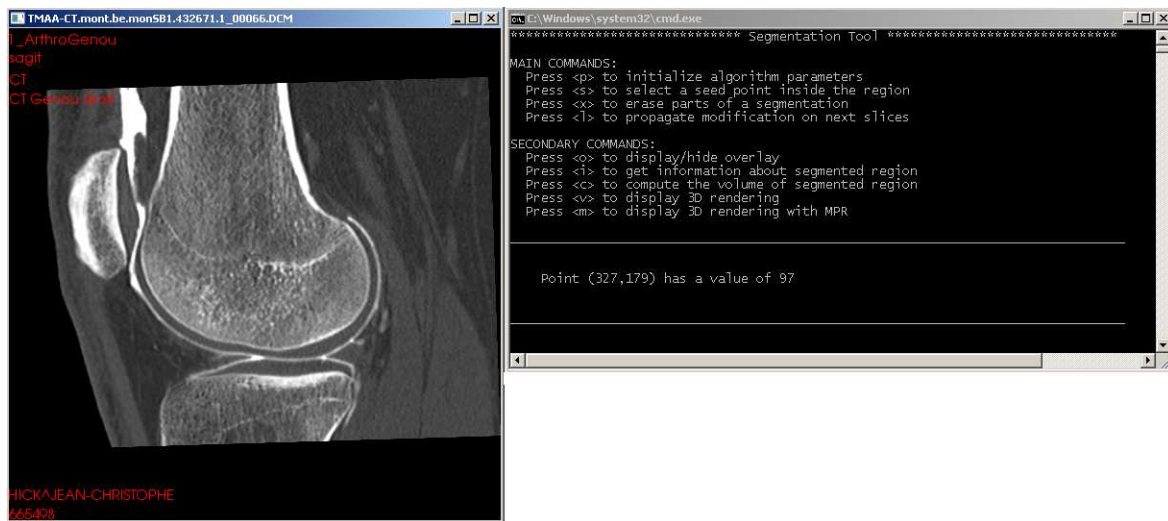 TMAA-CT.mont.be.monSB1.432671.1_00066.DCM
1_ArthroGenou
sagit
CT
CT Genou droit
HICK^JEAN-CHRISTOPHE
665498
C:\Windows\system32\cmd.exe
****************************** Segmentation Tool ******************************
MAIN COMMANDS:
Press <p> to initialize algorithm parameters
Press <s> to select a seed point inside the region
Press <x> to erase parts of a segmentation
Press <l> to propagate modification on next slices
SECONDARY COMMANDS:
Press <o> to display/hide overlay
Press <i> to get information about segmented region
Press <c> to compute the volume of segmented region
Press <v> to display 3D rendering
Press <m> to display 3D rendering with MPR
Point (327,179) has a value of 97